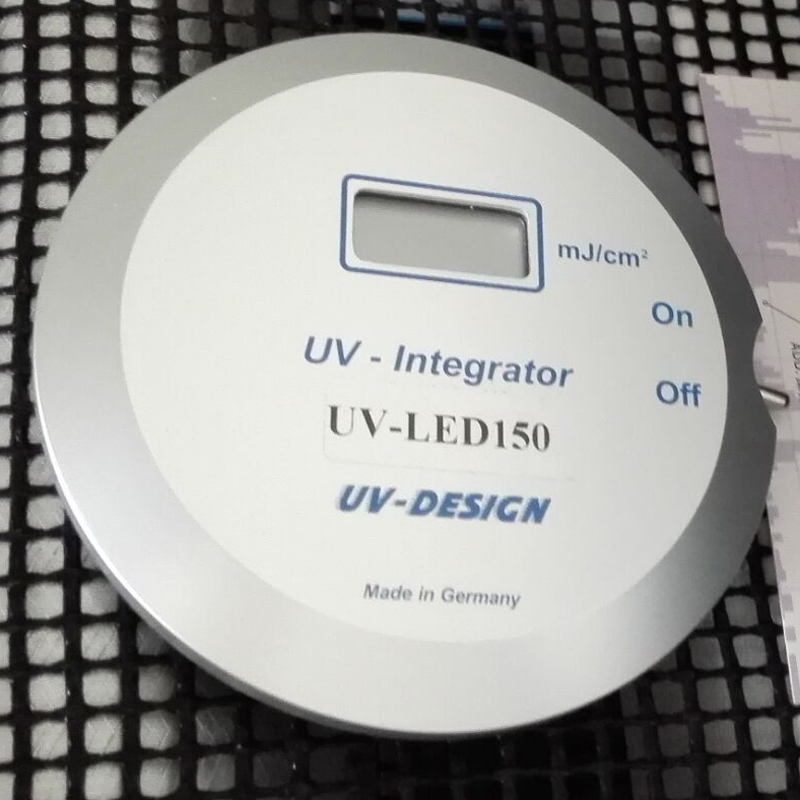 mJ/cm²
On
UV - Integrator
Off
UV-LED150
UV-DESIGN
Made in Germany